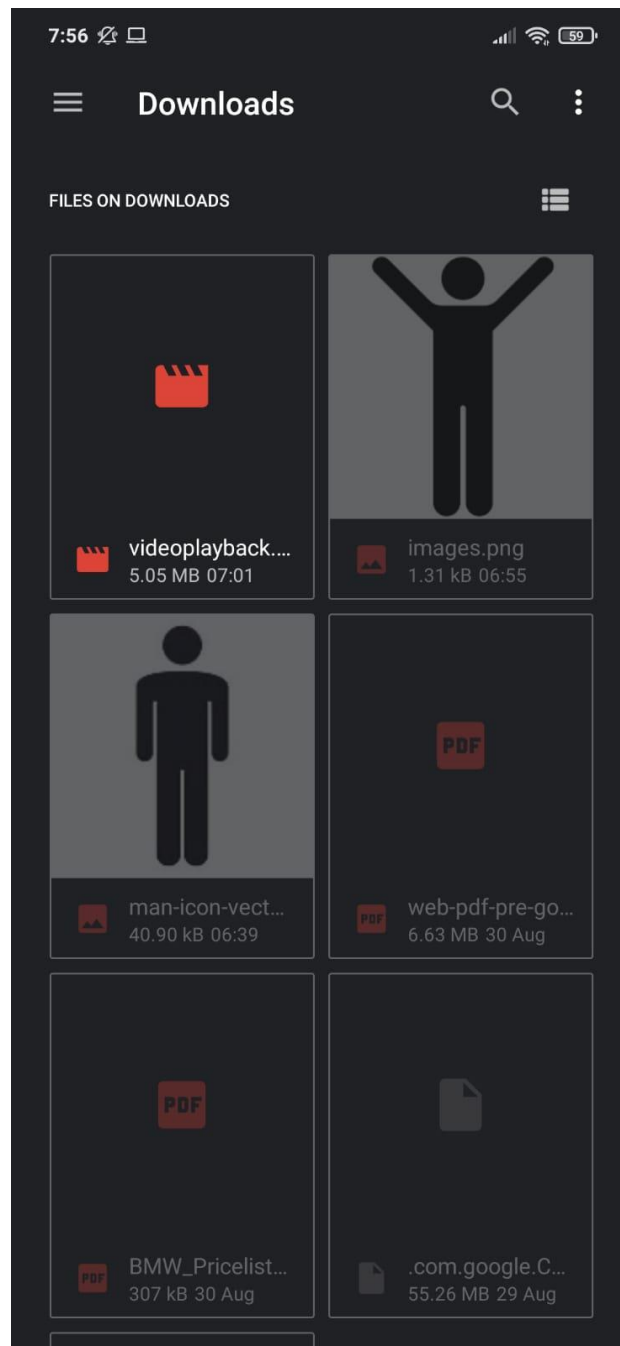 7:56
59
Downloads
FILES ON DOWNLOADS
videoplayback....
5.05 MB 07:01
images.png
1.31 kB 06:55
man-icon-vect...
40.90 kB 06:39
PDF
PDF
web-pdf-pre-go...
6.63 MB 30 Aug
PDF
PDF
BMW_Pricelist...
307 kB 30 Aug
.com.google.C...
55.26 MB 29 Aug